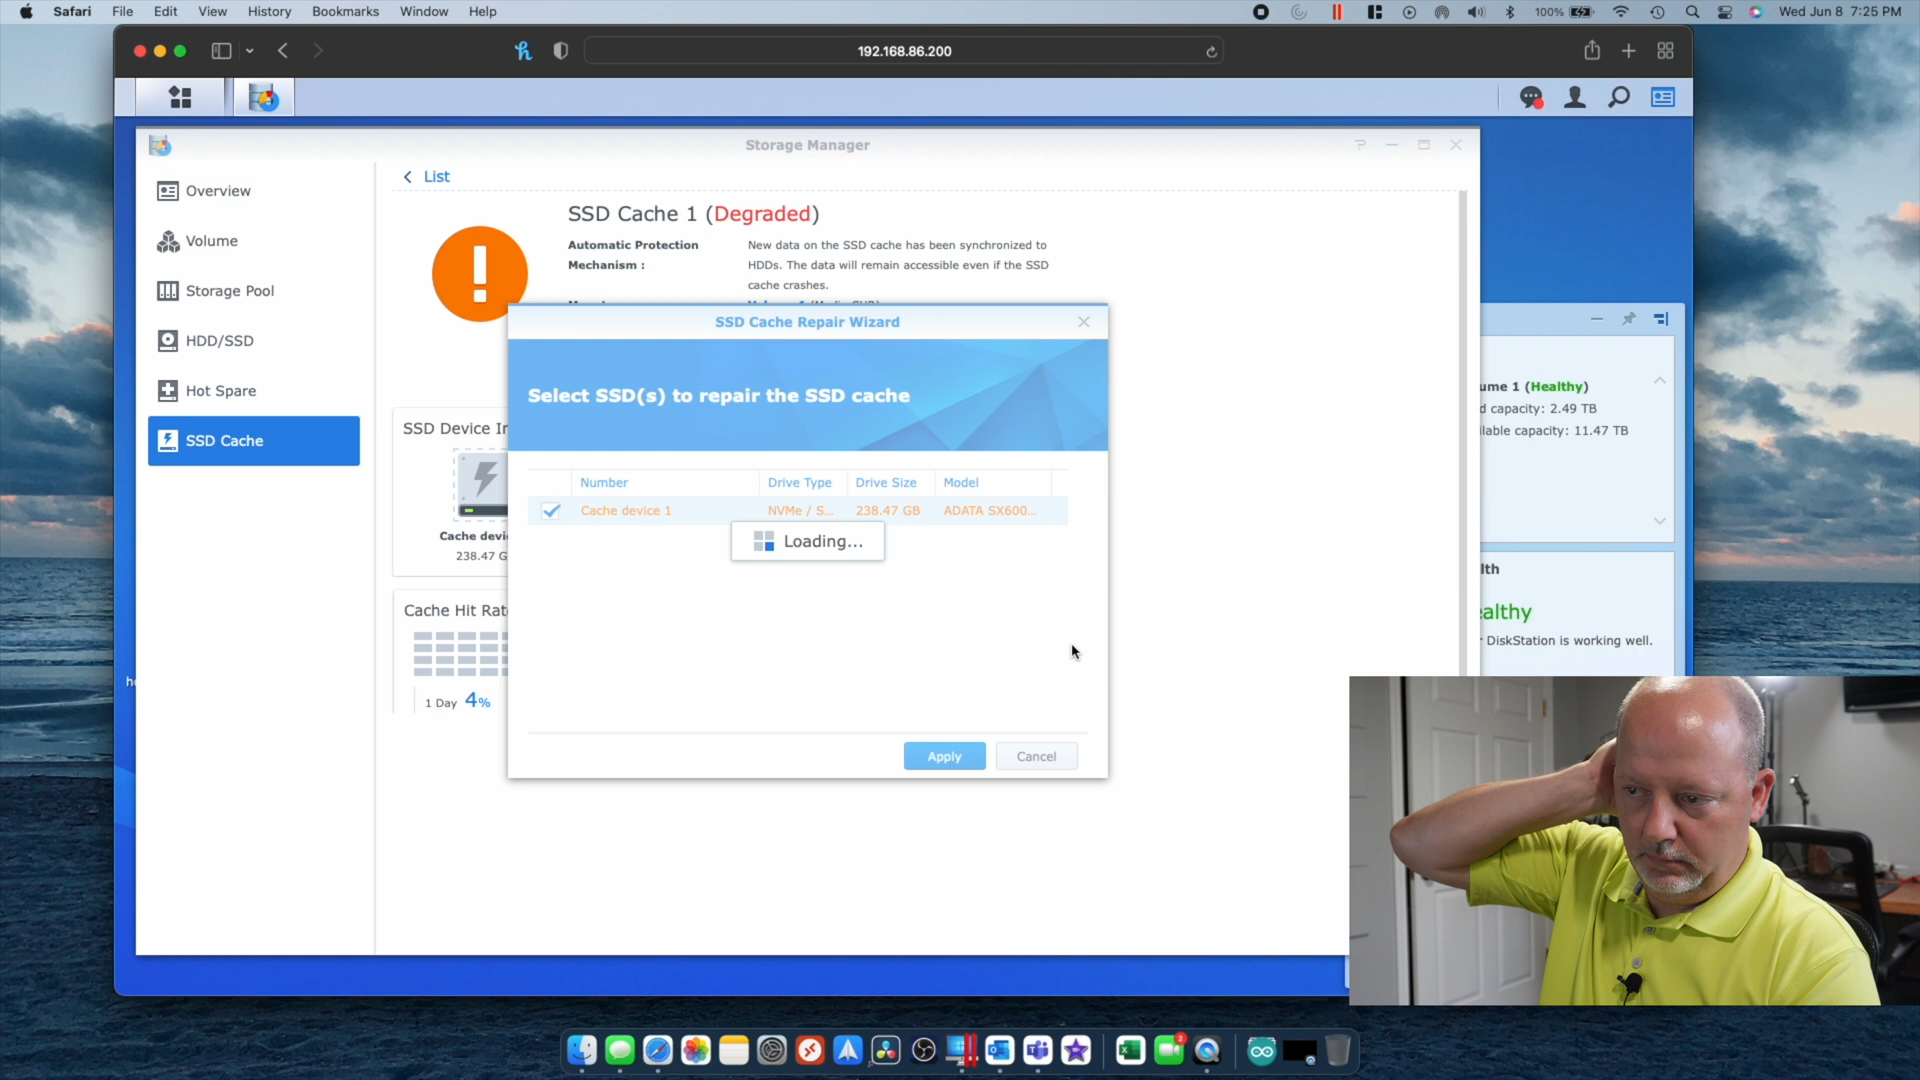 Safari File Edit View History Bookmarks Window Help
100% Wed Jun 8 7:25 PM
192.168.86.200
Storage Manager
Overview
Volume
Storage Pool
HDD/SSD
Hot Spare
SSD Cache
List
SSD Cache 1 (Degraded)
Automatic Protection
Mechanism :
New data on the SSD cache has been synchronized to
HDDs. The data will remain accessible even if the SSD
cache crashes.
SSD Device In
Cache devi
238.47 G
Cache Hit Rat
1 Day 4%
SSD Cache Repair Wizard
Select SSD(s) to repair the SSD cache
Number Drive Type Drive Size Model
Cache device 1 NVMe / S... 238.47 GB ADATA SX600...
Loading...
Apply Cancel
ume 1 (Healthy)
d capacity: 2.49 TB
ilable capacity: 11.47 TB
lth
ealthy
DiskStation is working well.
2